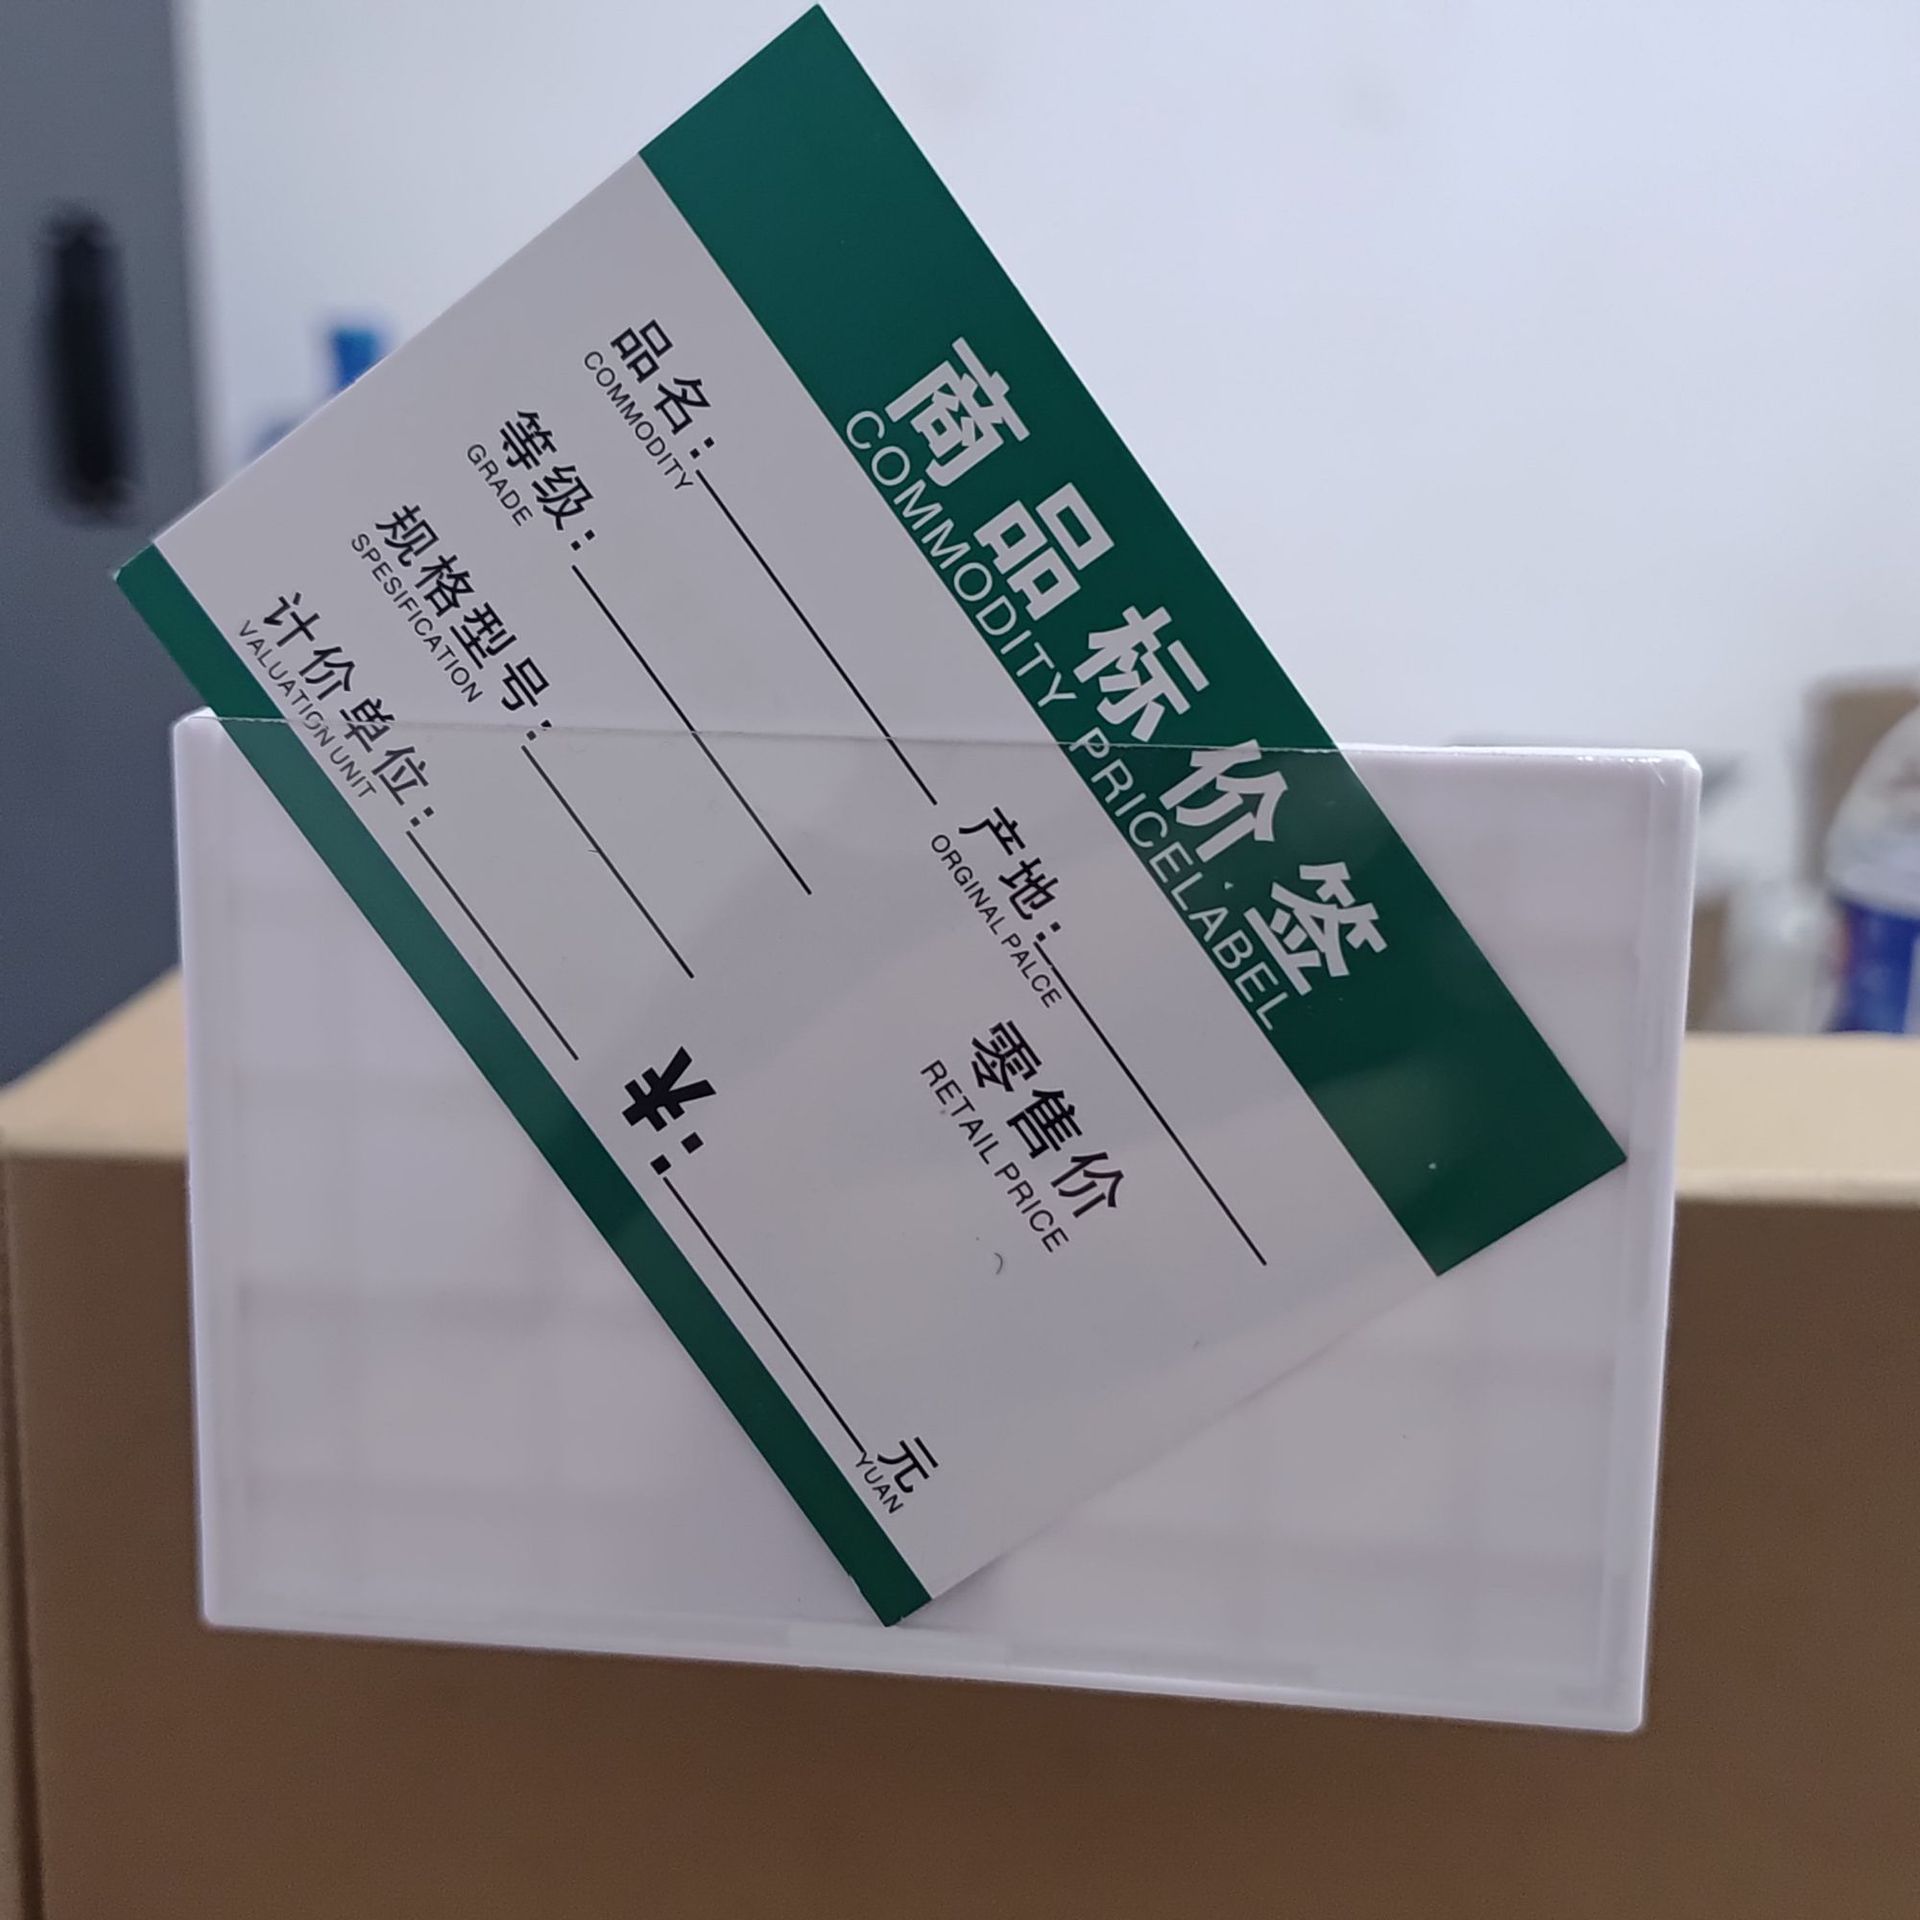 商品标价签
COMMODITY PRICELABEL
品名:
COMMODITY
产地:
ORGINAL PALCE
等级:
GRADE
零售价
RETAIL PRICE
规格型号:
SPESIFICATION
计价单位:
VALUATION UNIT
¥:
元
YUAN